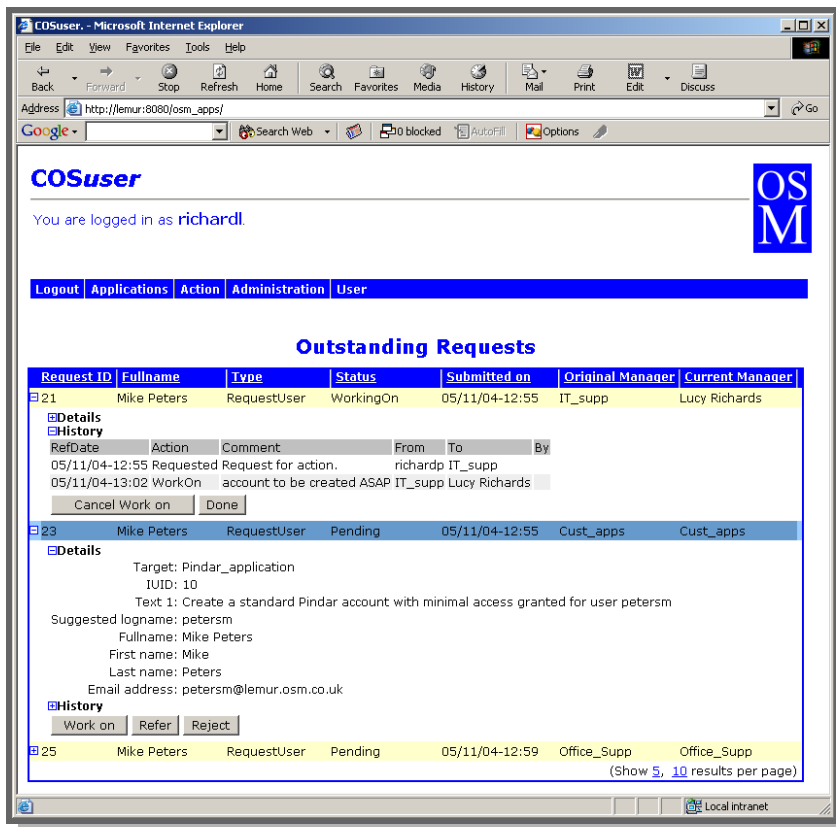 COSuser. - Microsoft Internet Explorer
File Edit View Favorites Tools Help
Back Forward Stop Refresh Home Search Favorites Media History Mail Print Edit Discuss
Address http://lemur:8080/osm_apps/ Go
Google Search Web 0 blocked AutoFill Options
COSuser
OS
M
You are logged in as richardl.
Logout Applications Action Administration User
Outstanding Requests
Request ID Fullname Type Status Submitted on Original Manager Current Manager
21 Mike Peters RequestUser WorkingOn 05/11/04-12:55 IT_supp Lucy Richards
Details
History
RefDate Action Comment From To By
05/11/04-12:55 Requested Request for action. richardp IT_supp
05/11/04-13:02 WorkOn account to be created ASAP IT_supp Lucy Richards
Cancel Work on Done
23 Mike Peters RequestUser Pending 05/11/04-12:55 Cust_apps Cust_apps
Details
Target: Pindar_application
IUID: 10
Text 1: Create a standard Pindar account with minimal access granted for user petersm
Suggested logname: petersm
Fullname: Mike Peters
First name: Mike
Last name: Peters
Email address: petersm@lemur.osm.co.uk
History
Work on Refer Reject
25 Mike Peters RequestUser Pending 05/11/04-12:59 Office_Supp Office_Supp
(Show 5, 10 results per page)
Local intranet